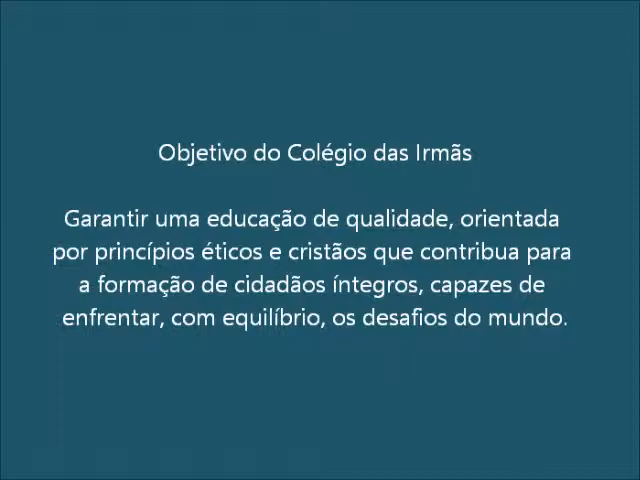 Objetivo do Colégio das Irmãs
Garantir uma educação de qualidade, orientada
por princípios éticos e cristãos que contribua para
a formação de cidadãos íntegros, capazes de
enfrentar, com equilíbrio, os desafios do mundo.